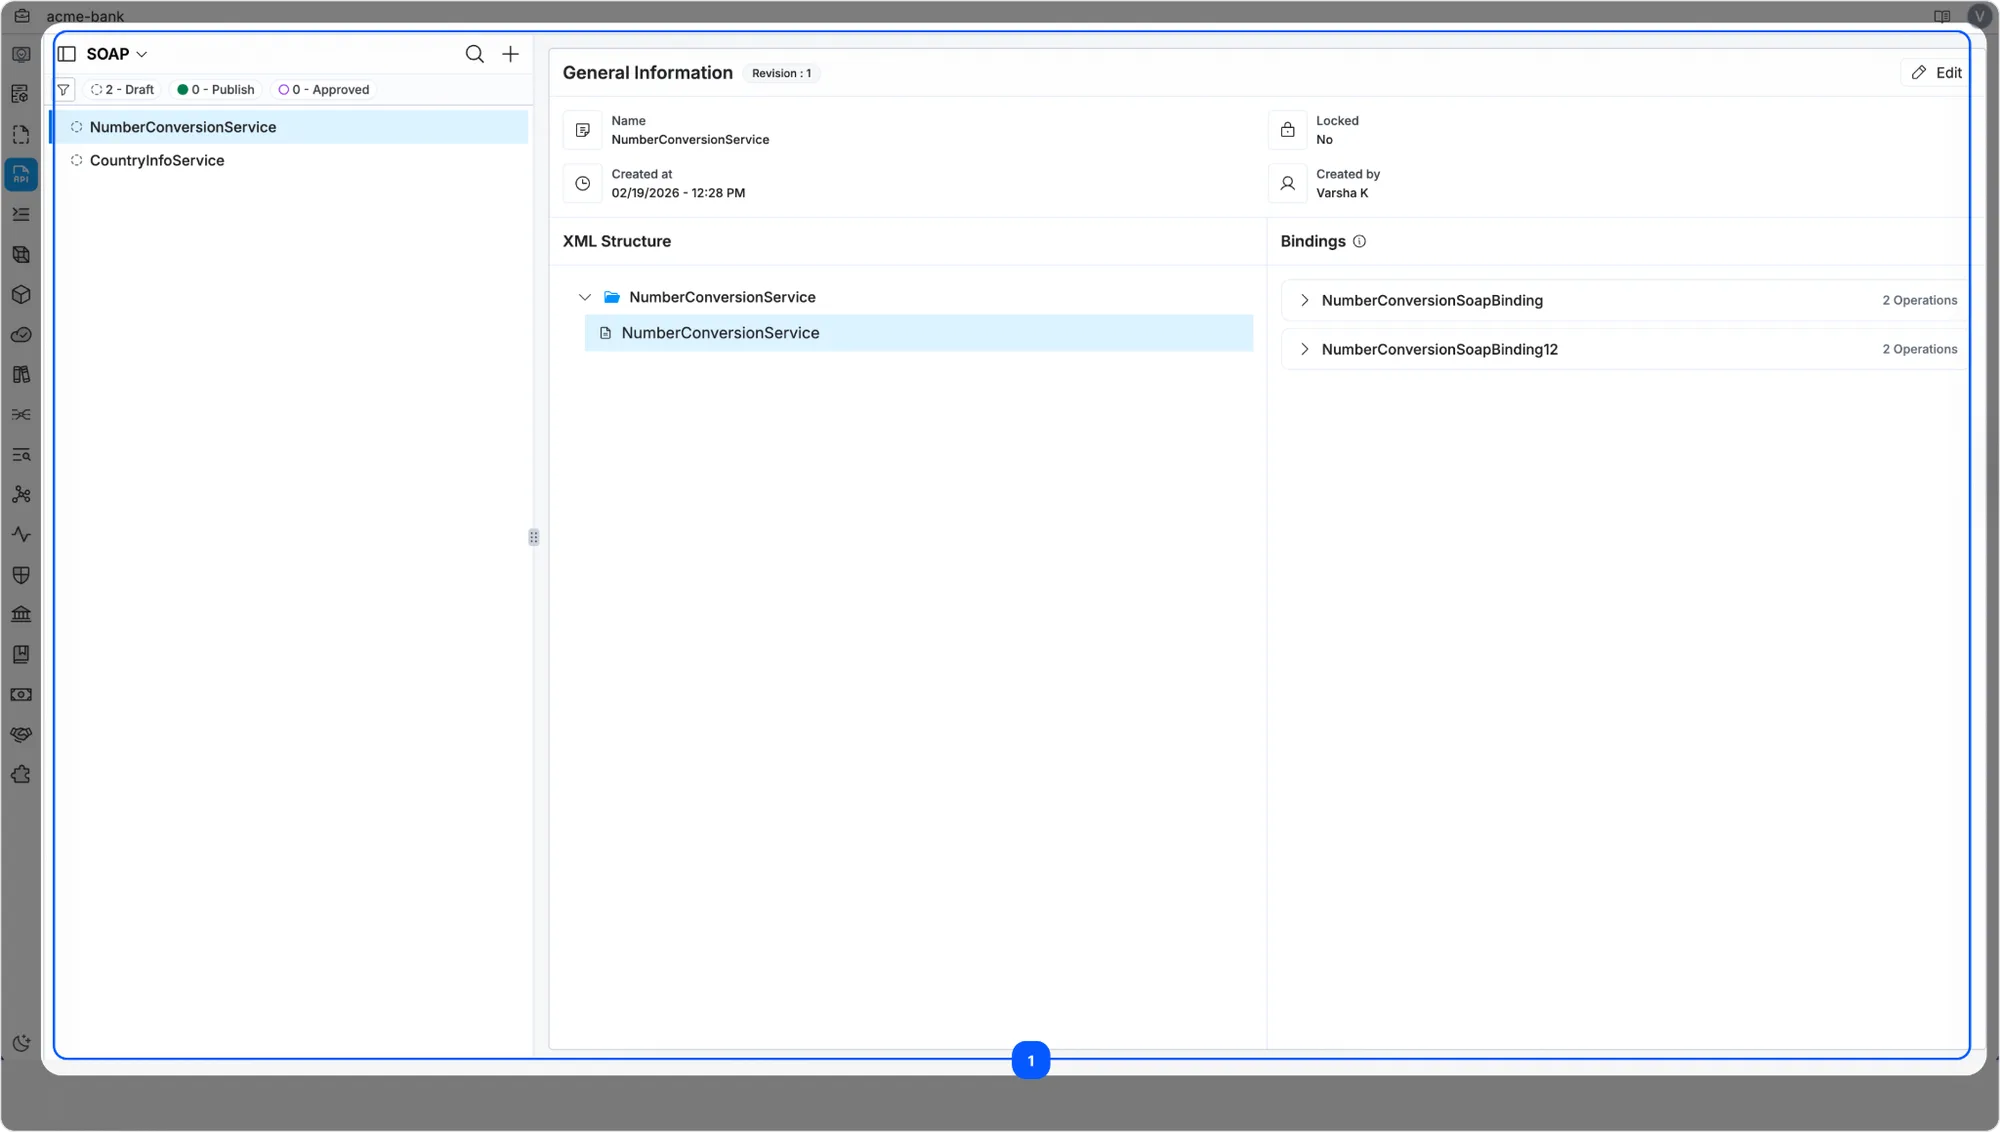 acme-bank
V
SOAP
2 - Draft
0 - Publish
0 - Approved
NumberConversionService
CountryInfoService
API
General Information
Revision : 1
Edit
Name
NumberConversionService
Locked
No
Created at
02/19/2026 - 12:28 PM
Created by
Varsha K
XML Structure
NumberConversionService
NumberConversionService
Bindings
NumberConversionSoapBinding
2 Operations
NumberConversionSoapBinding12
2 Operations
1